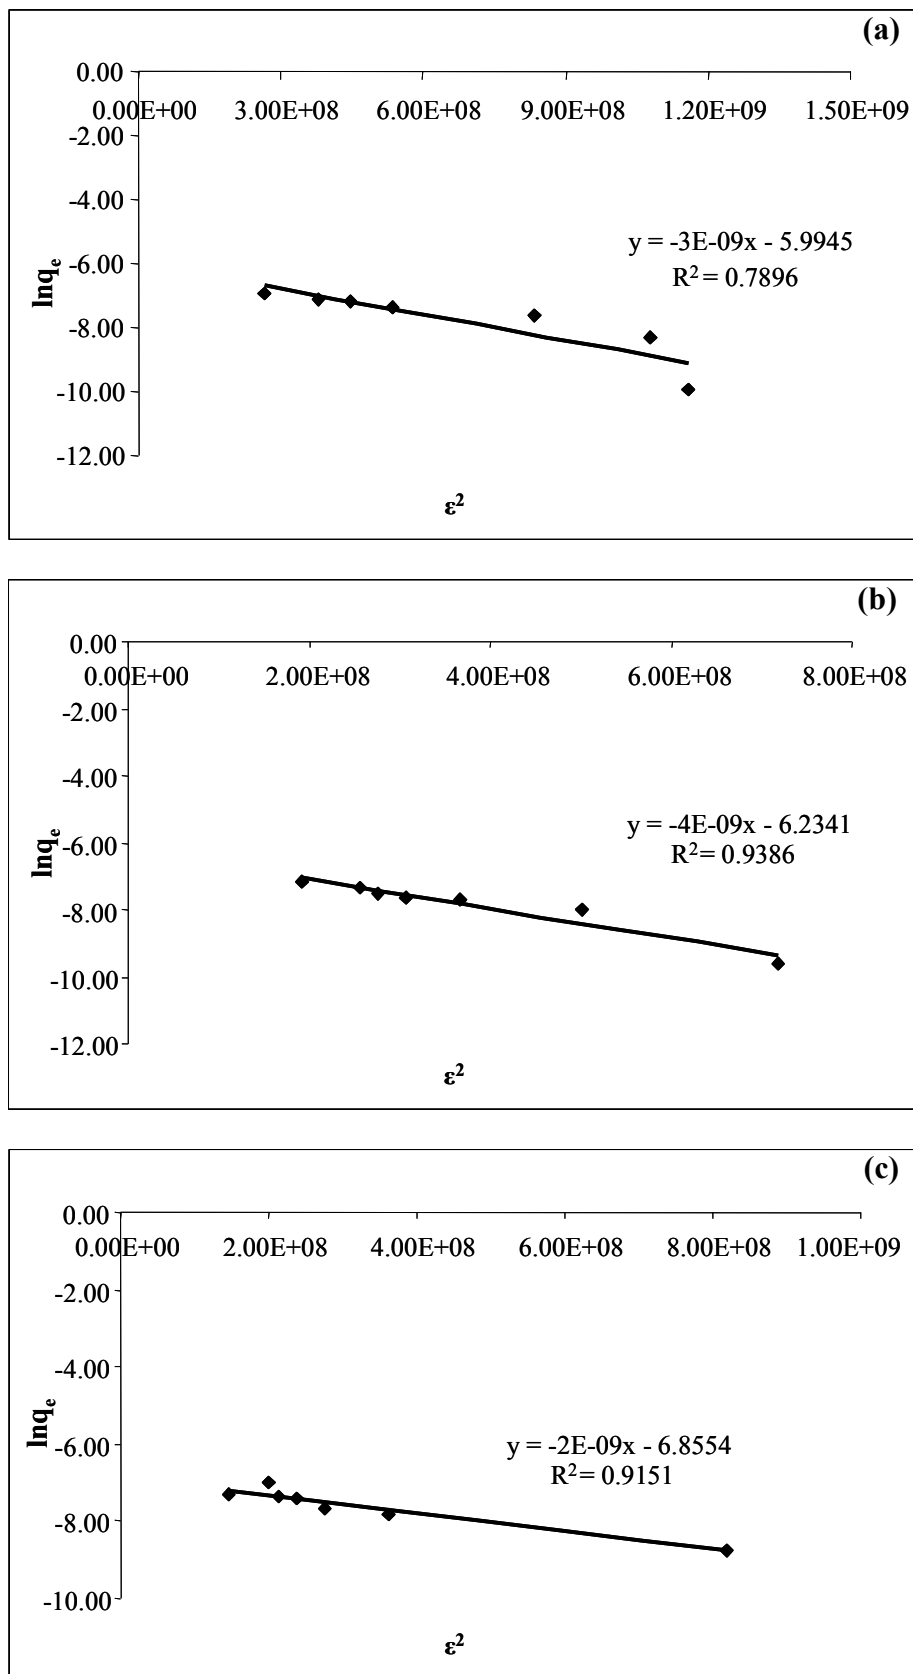 (a)
0.00
0.00E+00 3.00E+08 6.00E+08 9.00E+08 1.20E+09 1.50E+09
-2.00
-4.00
y = -3E-09x - 5.9945
-6.00
R² = 0.7896
lnqₑ
-8.00
-10.00
-12.00
ε²
(b)
0.00
0.00E+00 2.00E+08 4.00E+08 6.00E+08 8.00E+08
-2.00
-4.00
y = -4E-09x - 6.2341
-6.00
R² = 0.9386
lnqₑ
-8.00
-10.00
-12.00
ε²
(c)
0.00
0.00E+00 2.00E+08 4.00E+08 6.00E+08 8.00E+08 1.00E+09
-2.00
-4.00
lnqₑ
-6.00
y = -2E-09x - 6.8554
R² = 0.9151
-8.00
-10.00
ε²